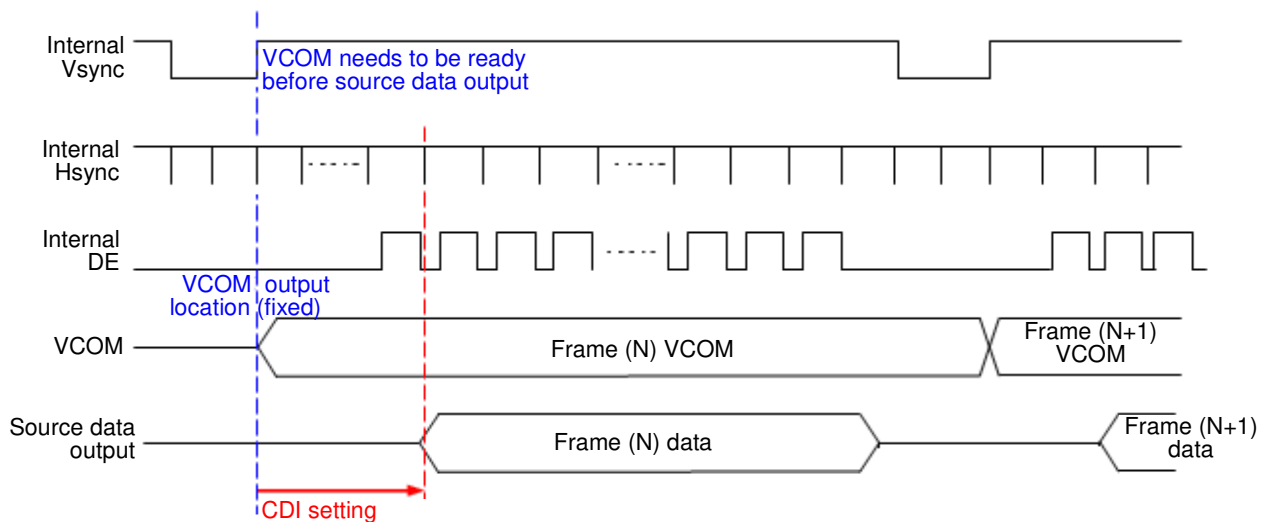 Internal
Vsync
VCOM needs to be ready
before source data output
Internal
Hsync
Internal
DE
VCOM output
location (fixed)
VCOM
Frame (N) VCOM
Frame (N+1)
VCOM
Source data
output
Frame (N) data
Frame (N+1)
data
CDI setting